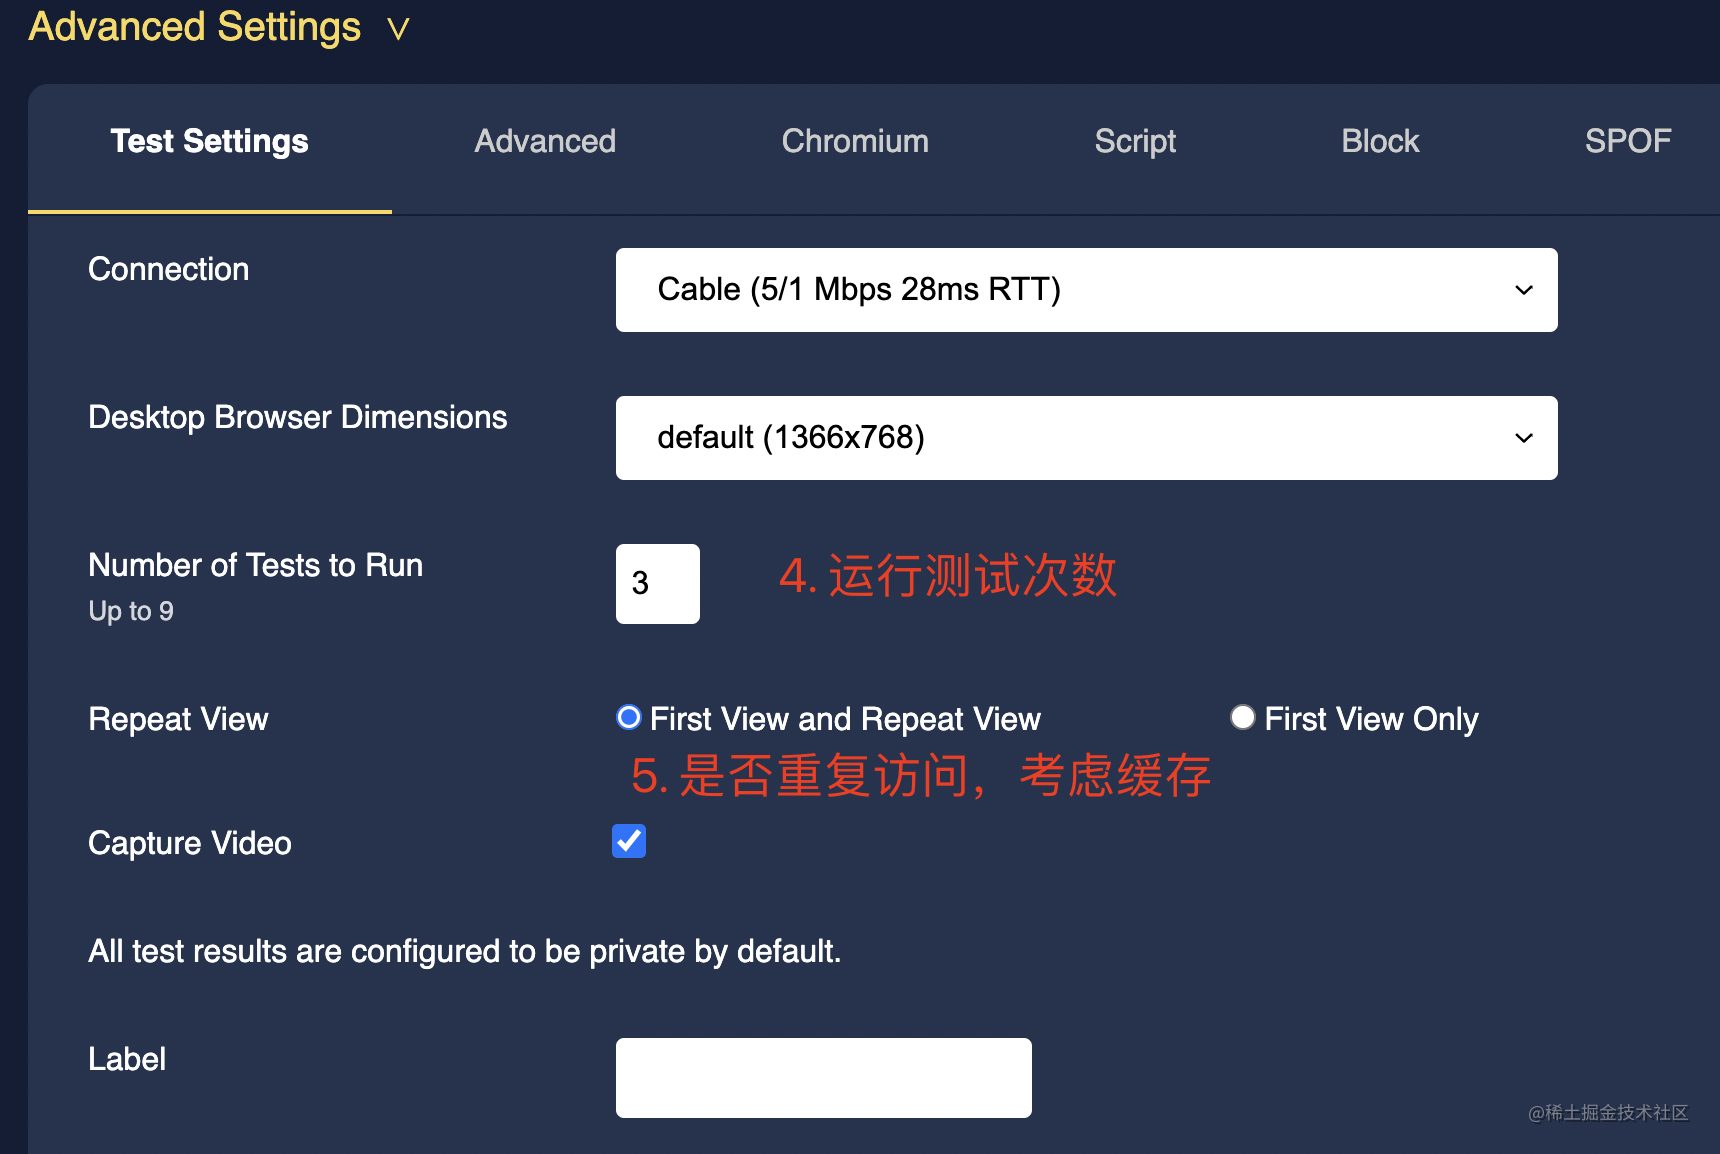 Advanced Settings ∨
Test Settings Advanced Chromium Script Block SPOF
Connection Cable (5/1 Mbps 28ms RTT)
Desktop Browser Dimensions default (1366x768)
Number of Tests to Run 3 4. 运行测试次数
Up to 9
Repeat View First View and Repeat View First View Only
5. 是否重复访问，考虑缓存
Capture Video
All test results are configured to be private by default.
Label
@稀土掘金技术社区